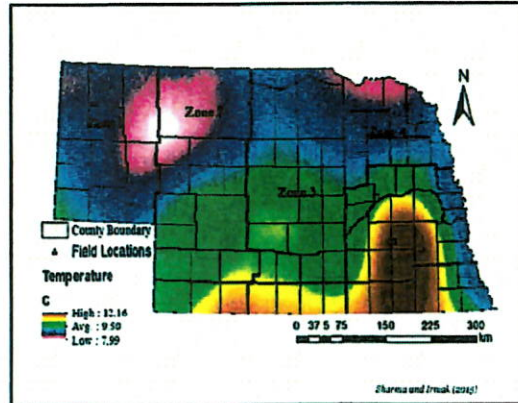 N
Zone 2
Zone 3
County Boundary
Field Locations
Temperature
C
High : 12.16
Avg : 9.50
Low : 7.99
0 37 5 75 150 225 300
km
Sharma and Irmak (2015)